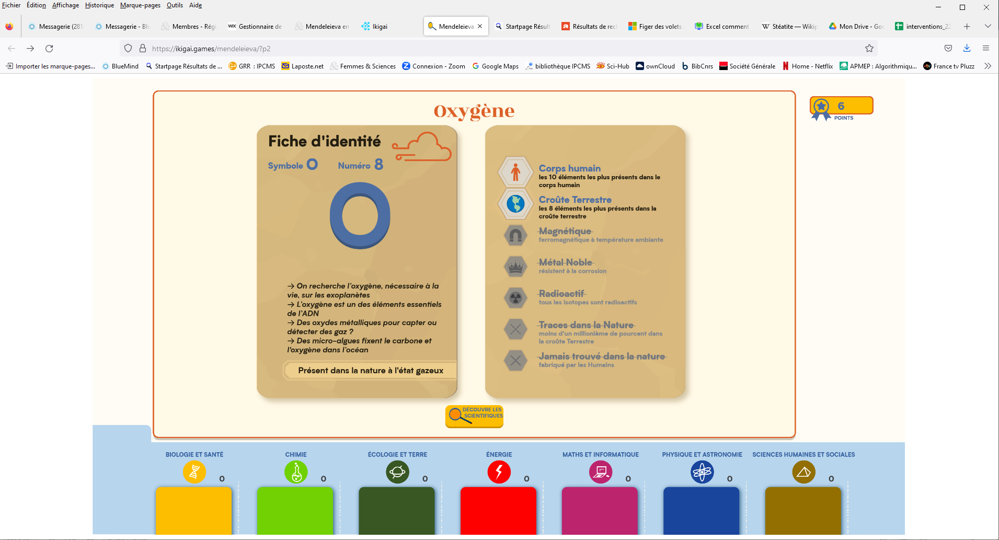 Fichier Édition Affichage Historique Marque-pages Outils Aide
Messagerie (281 Messagerie - Blu Membres - Régi WIX Gestionnaire de Mendeleieva en Ikigai Mendeleieva Startpage Résult Résultats de rec Figer des volets Excel comment W Stéatite — Wikip Mon Drive - Goo interventions_22
https://ikigai.games/mendeleieva/?p2
Importer les marque-pages... BlueMind Startpage Résultats de ... GRR : IPCMS Laposte.net Femmes & Sciences Connexion - Zoom Google Maps bibliothèque IPCMS Sci-Hub ownCloud BibCnrs Société Générale Home - Netflix APMEP : Algorithmiqu... France tv Pluzz
Oxygène
6
POINTS
Fiche d'identité
Symbole O Numéro 8
O
→ On recherche l'oxygène, nécessaire à la
vie, sur les exoplanètes
→ L'oxygène est un des éléments essentiels
de l'ADN
→ Des oxydes métalliques pour capter ou
détecter des gaz ?
→ Des micro-algues fixent le carbone et
l'oxygène dans l'océan
Présent dans la nature à l'état gazeux
Corps humain
les 10 éléments les plus présents dans le
corps humain
Croûte Terrestre
les 8 éléments les plus présents dans la
croûte terrestre
Magnétique
ferromagnétique à température ambiante
Métal Noble
résistent à la corrosion
Radioactif
tous les isotopes sont radioactifs
Traces dans la Nature
moins d'un millionième de pourcent dans
la croûte Terrestre
Jamais trouvé dans la nature
fabriqué par les Humains
DÉCOUVRE LES
SCIENTIFIQUES
BIOLOGIE ET SANTÉ CHIMIE ÉCOLOGIE ET TERRE ÉNERGIE MATHS ET INFORMATIQUE PHYSIQUE ET ASTRONOMIE SCIENCES HUMAINES ET SOCIALES
0 0 0 0 0 0 0